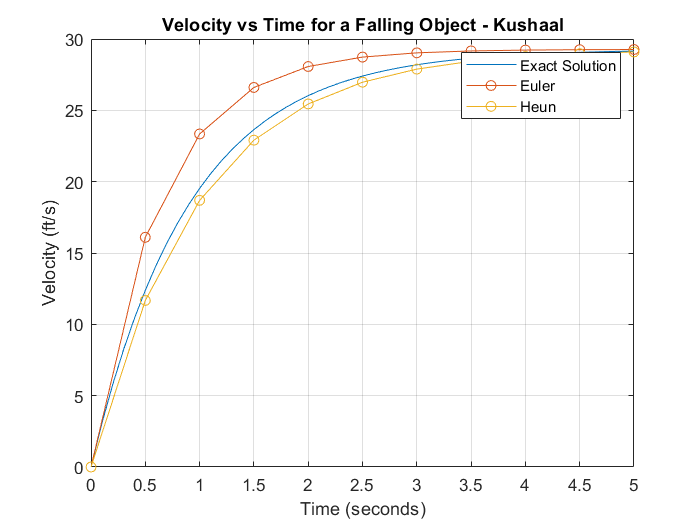 Velocity vs Time for a Falling Object - Kushaal
30
25
20
15
10
5
0
Velocity (ft/s)
Exact Solution
Euler
Heun
0 0.5 1 1.5 2 2.5 3 3.5 4 4.5 5
Time (seconds)